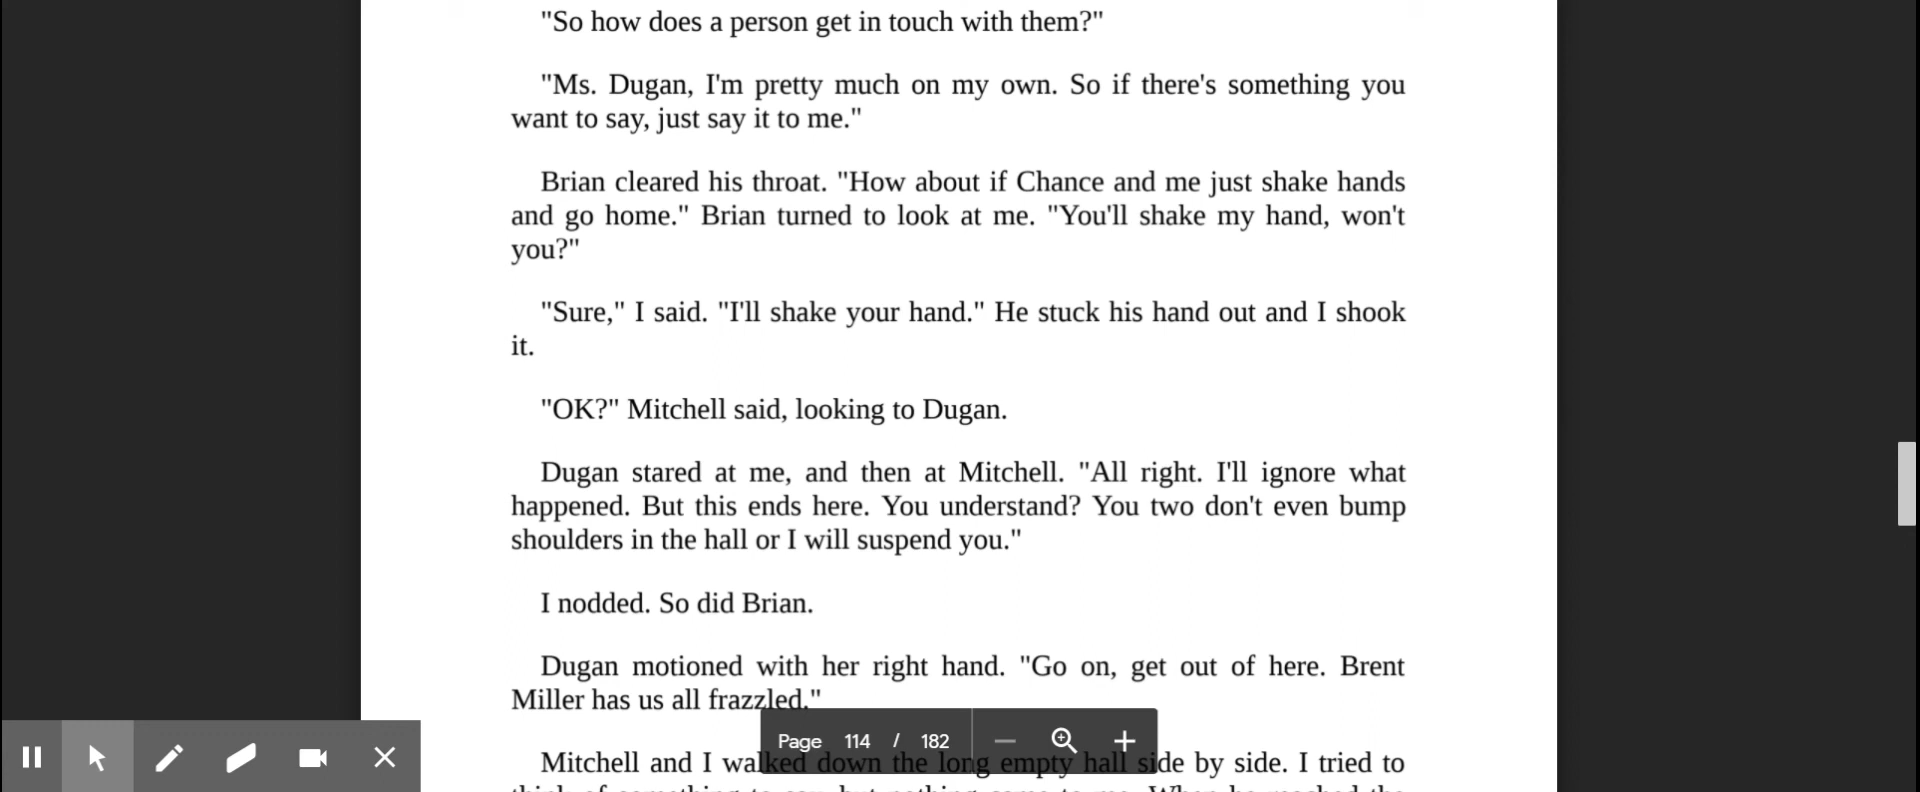 "So how does a person get in touch with them?"
"Ms. Dugan, I'm pretty much on my own. So if there's something you
want to say, just say it to me."
Brian cleared his throat. "How about if Chance and me just shake hands
and go home." Brian turned to look at me. "You'll shake my hand, won't
you?"
"Sure," I said. "I'll shake your hand." He stuck his hand out and I shook
it.
"OK?" Mitchell said, looking to Dugan.
Dugan stared at me, and then at Mitchell. "All right. I'll ignore what
happened. But this ends here. You understand? You two don't even bump
shoulders in the hall or I will suspend you."
I nodded. So did Brian.
Dugan motioned with her right hand. "Go on, get out of here. Brent
Miller has us all frazzled."
Page 114 / 182
Mitchell and I walked down the long empty hall side by side. I tried to